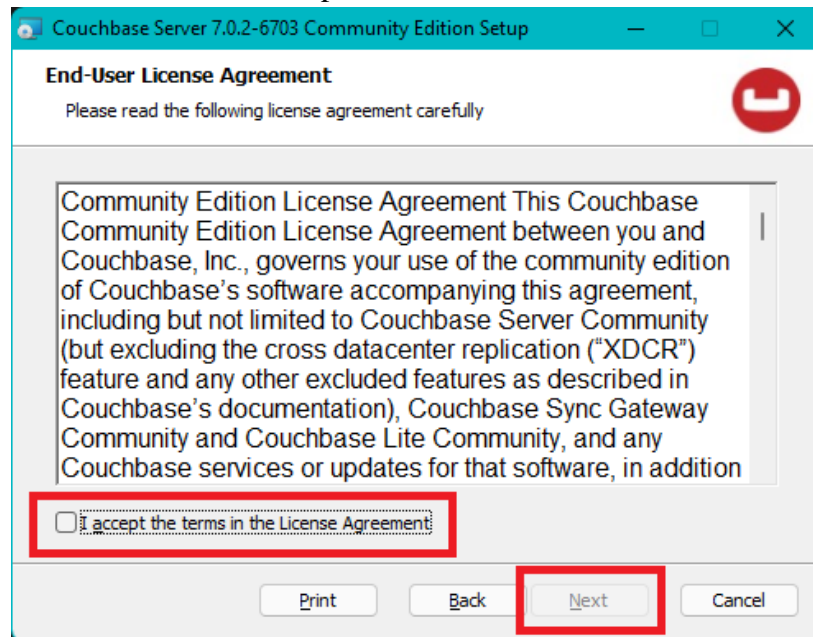 Couchbase Server 7.0.2-6703 Community Edition Setup
End-User License Agreement
Please read the following license agreement carefully
Community Edition License Agreement This Couchbase
Community Edition License Agreement between you and
Couchbase, Inc., governs your use of the community edition
of Couchbase’s software accompanying this agreement,
including but not limited to Couchbase Server Community
(but excluding the cross datacenter replication (“XDCR”)
feature and any other excluded features as described in
Couchbase’s documentation), Couchbase Sync Gateway
Community and Couchbase Lite Community, and any
Couchbase services or updates for that software, in addition
I accept the terms in the License Agreement
Print Back Next Cancel